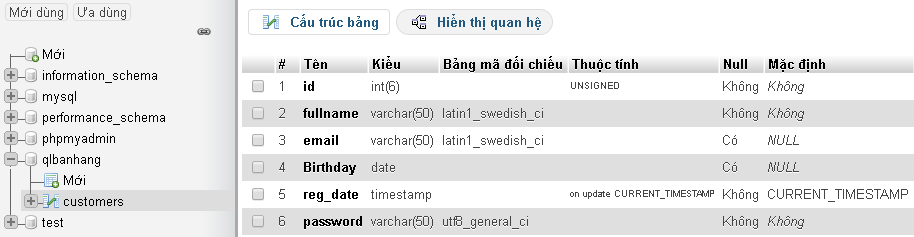 Mới dùng Ưa dùng
Mới
information_schema
mysql
performance_schema
phpmyadmin
qlbanhang
Mới
customers
test
Cấu trúc bảng Hiển thị quan hệ
# Tên Kiểu Bảng mã đối chiếu Thuộc tính Null Mặc định
1 id int(6) UNSIGNED Không Không
2 fullname varchar(50) latin1_swedish_ci Không Không
3 email varchar(50) latin1_swedish_ci Có NULL
4 Birthday date Có NULL
5 reg_date timestamp on update CURRENT_TIMESTAMP Không CURRENT_TIMESTAMP
6 password varchar(50) utf8_general_ci Không Không